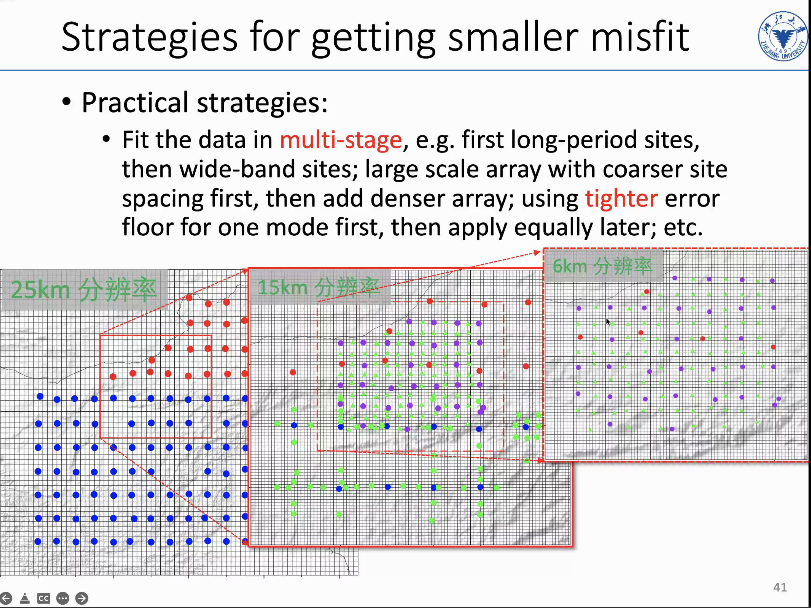 Strategies for getting smaller misfit
• Practical strategies:
• Fit the data in multi-stage, e.g. first long-period sites,
then wide-band sites; large scale array with coarser site
spacing first, then add denser array; using tighter error
floor for one mode first, then apply equally later; etc.
25km 分辨率
15km 分辨率
6km 分辨率
41
CC